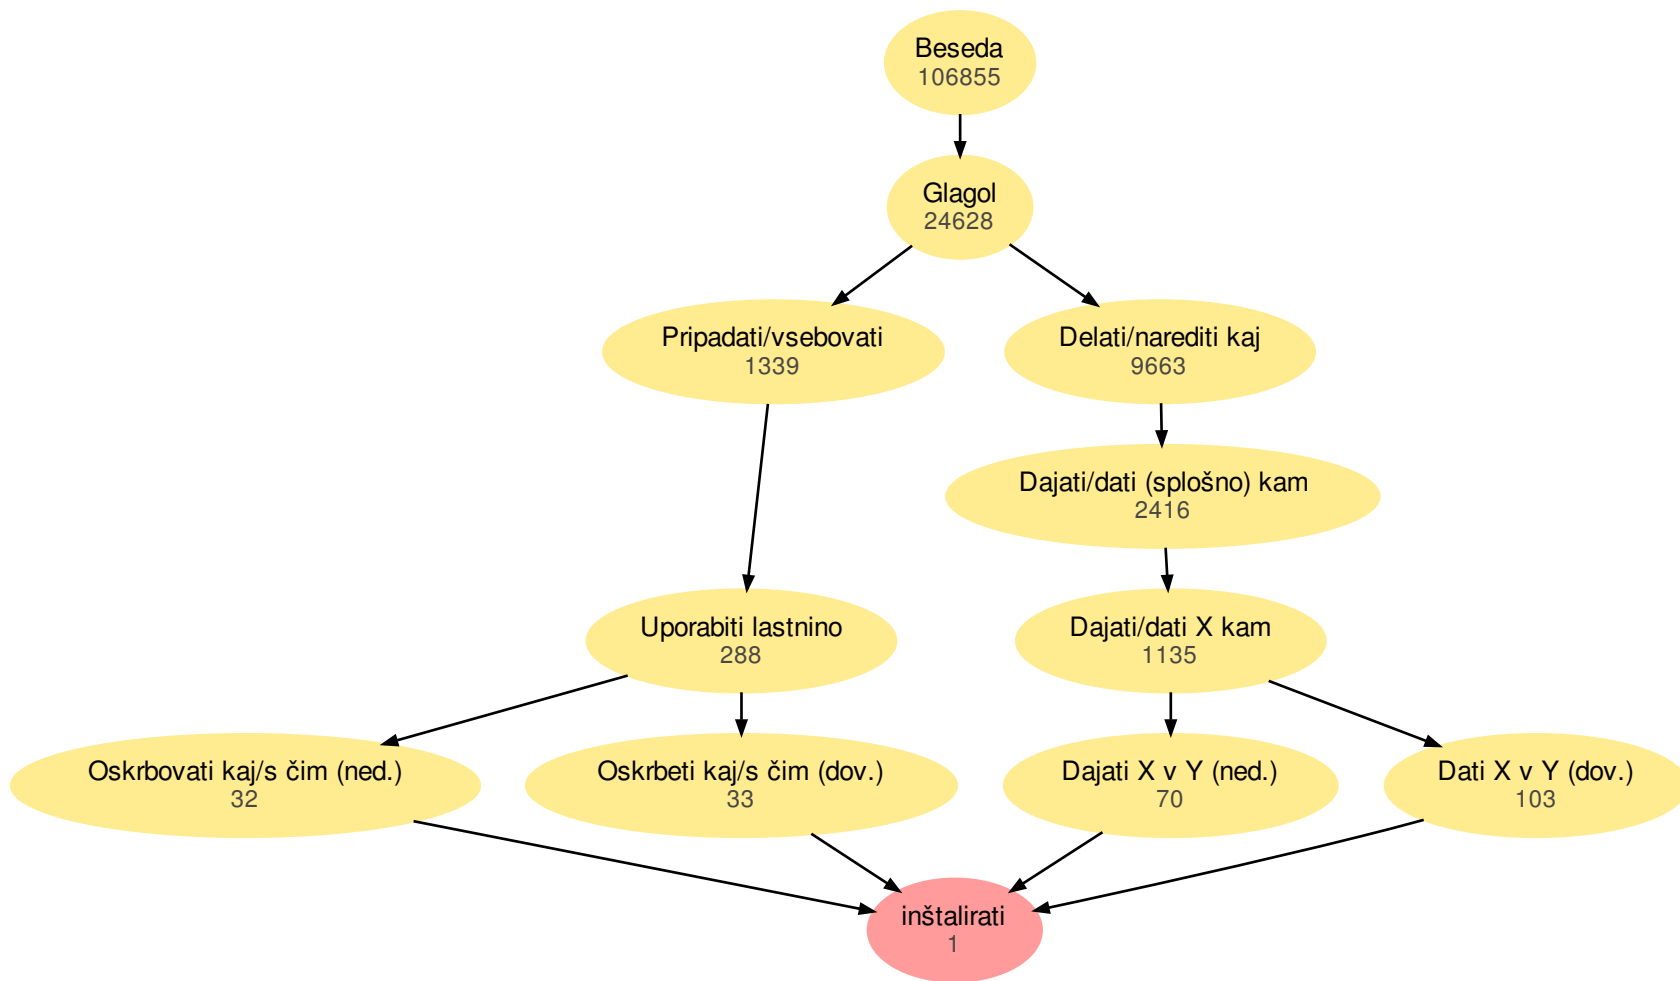 Beseda
106855
Glagol
24628
Pripadati/vsebovati
1339
Delati/narediti kaj
9663
Dajati/dati (splošno) kam
2416
Uporabiti lastnino
288
Dajati/dati X kam
1135
Oskrbovati kaj/s čim (ned.)
32
Oskrbeti kaj/s čim (dov.)
33
Dajati X v Y (ned.)
70
Dati X v Y (dov.)
103
inštalirati
1